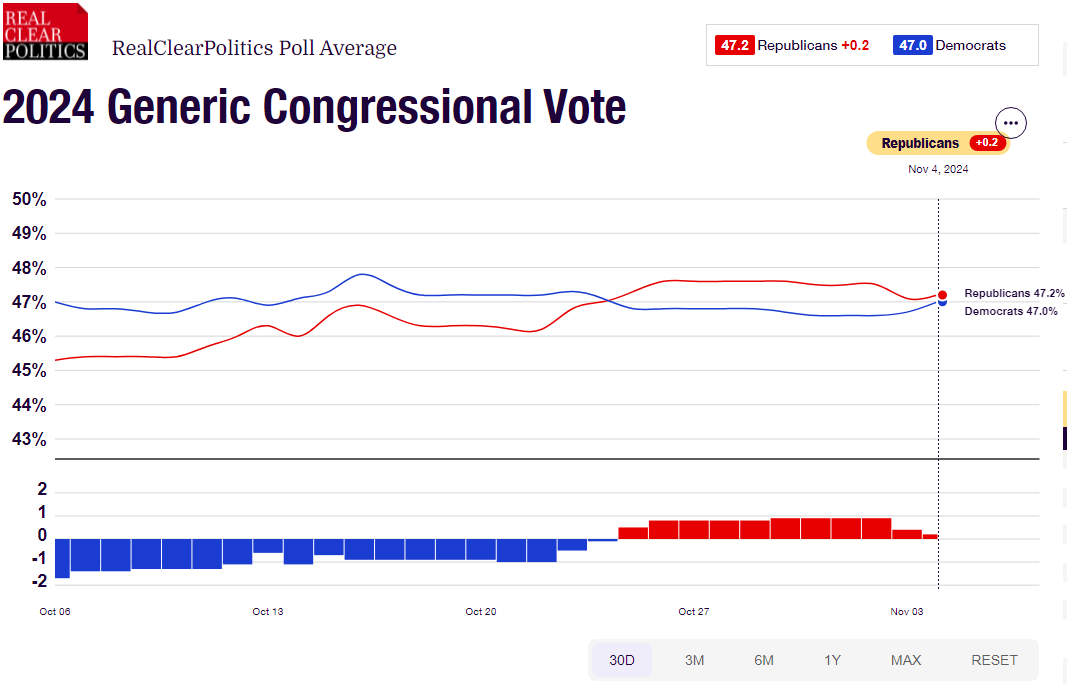 REAL
CLEAR
POLITICS
RealClearPolitics Poll Average
47.2 Republicans +0.2 47.0 Democrats
2024 Generic Congressional Vote
Republicans +0.2
Nov 4, 2024
50%
49%
48%
47%
46%
45%
44%
43%
Republicans 47.2%
Democrats 47.0%
2
1
0
-1
-2
Oct 06 Oct 13 Oct 20 Oct 27 Nov 03
30D 3M 6M 1Y MAX RESET